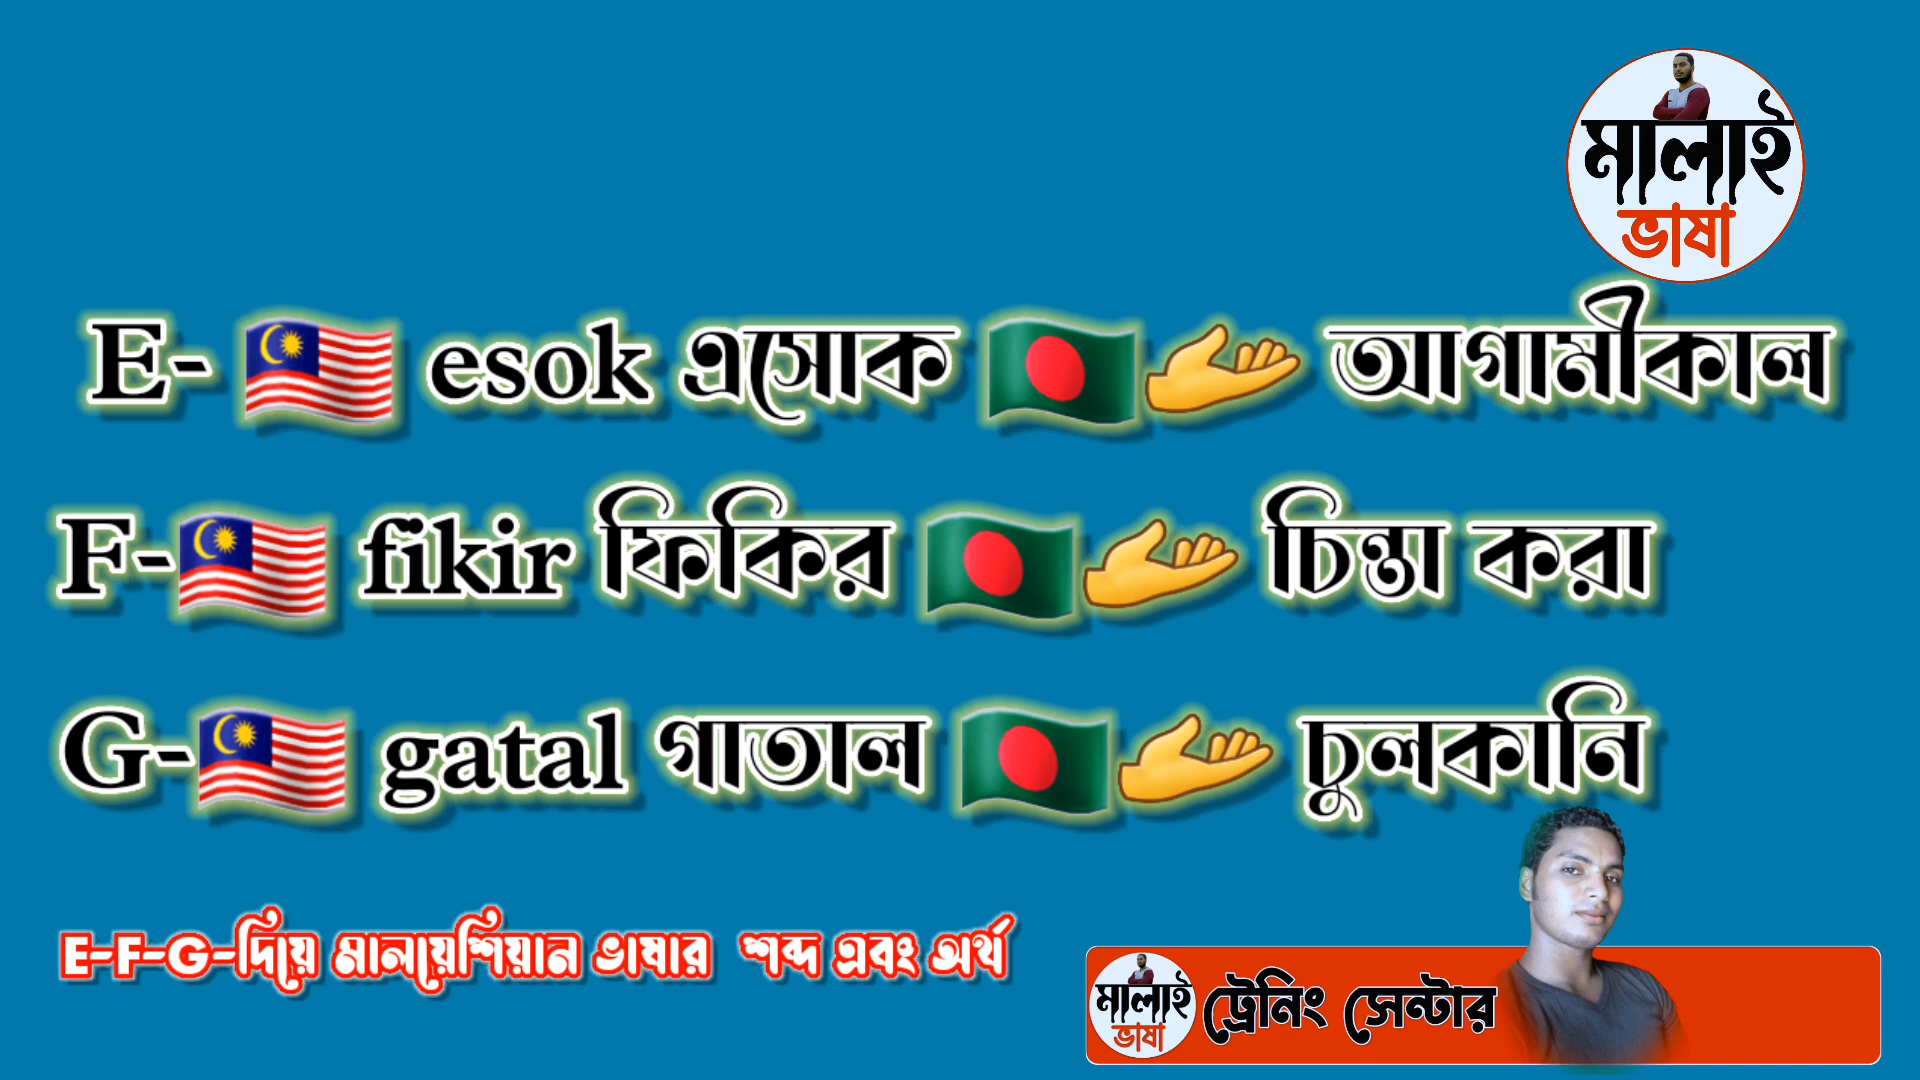 মালাই
ভাষা
E- esok এসোক আগামীকাল
F- fikir ফিকির চিন্তা করা
G- gatal গাতাল চুলকানি
E-F-G-দিয়ে মালয়েশিয়ান ভাষার শব্দ এবং অর্থ
মালাই
ভাষা
ট্রেনিং সেন্টার